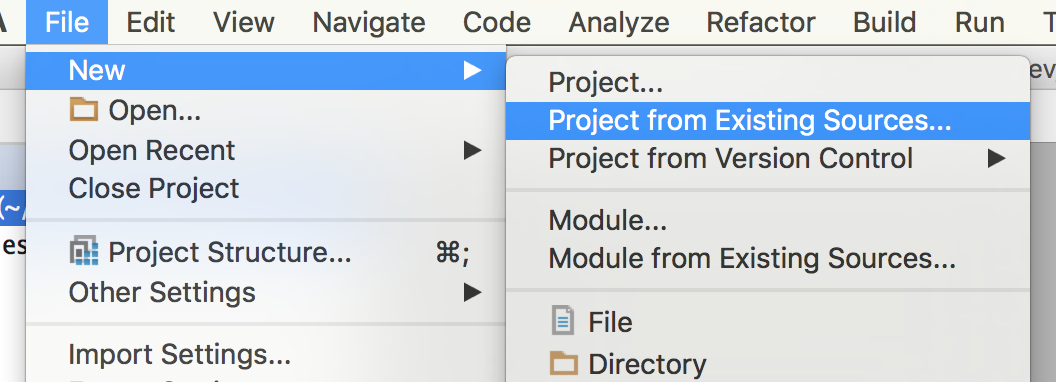 File Edit View Navigate Code Analyze Refactor Build Run
New
Open...
Open Recent
Close Project
Project Structure... ⌘;
Other Settings
Import Settings...
Project...
Project from Existing Sources...
Project from Version Control
Module...
Module from Existing Sources...
File
Directory